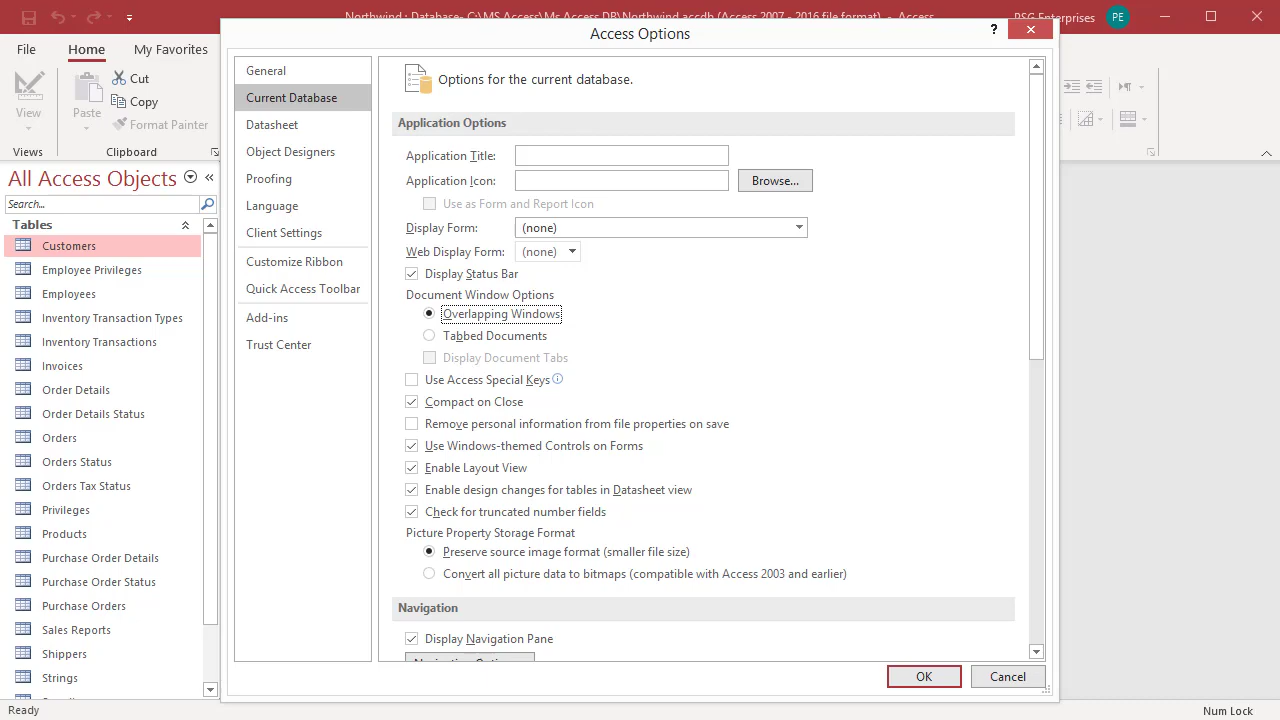 Northwind : Database- C:\MS Access\Ms Access DB\Northwind.accdb (Access 2007 - 2016 file format) - Access
RSG Enterprises
PE
Access Options
?
File
Home
My Favorites
View
Views
Paste
Cut
Copy
Format Painter
Clipboard
All Access Objects
Search...
Tables
Customers
Employee Privileges
Employees
Inventory Transaction Types
Inventory Transactions
Invoices
Order Details
Order Details Status
Orders
Orders Status
Orders Tax Status
Privileges
Products
Purchase Order Details
Purchase Order Status
Purchase Orders
Sales Reports
Shippers
Strings
General
Current Database
Datasheet
Object Designers
Proofing
Language
Client Settings
Customize Ribbon
Quick Access Toolbar
Add-ins
Trust Center
Options for the current database.
Application Options
Application Title:
Application Icon:
Browse...
Use as Form and Report Icon
Display Form:
(none)
Web Display Form:
(none)
Display Status Bar
Document Window Options
Overlapping Windows
Tabbed Documents
Display Document Tabs
Use Access Special Keys
Compact on Close
Remove personal information from file properties on save
Use Windows-themed Controls on Forms
Enable Layout View
Enable design changes for tables in Datasheet view
Check for truncated number fields
Picture Property Storage Format
Preserve source image format (smaller file size)
Convert all picture data to bitmaps (compatible with Access 2003 and earlier)
Navigation
Display Navigation Pane
OK
Cancel
Ready
Num Lock